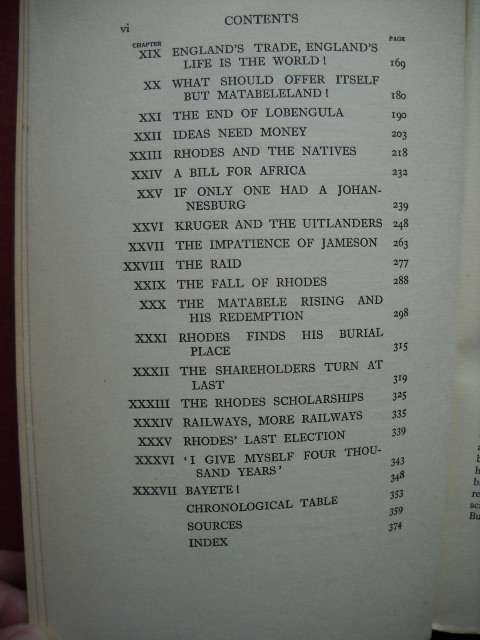 vi CONTENTS
CHAPTER PAGE
XIX ENGLAND'S TRADE, ENGLAND'S
LIFE IS THE WORLD! 169
XX WHAT SHOULD OFFER ITSELF
BUT MATABELELAND! 180
XXI THE END OF LOBENGULA 190
XXII IDEAS NEED MONEY 203
XXIII RHODES AND THE NATIVES 218
XXIV A BILL FOR AFRICA 232
XXV IF ONLY ONE HAD A JOHAN-
NESBURG 239
XXVI KRUGER AND THE UITLANDERS 248
XXVII THE IMPATIENCE OF JAMESON 263
XXVIII THE RAID 277
XXIX THE FALL OF RHODES 288
XXX THE MATABELE RISING AND
HIS REDEMPTION 298
XXXI RHODES FINDS HIS BURIAL
PLACE 315
XXXII THE SHAREHOLDERS TURN AT
LAST 319
XXXIII THE RHODES SCHOLARSHIPS 325
XXXIV RAILWAYS, MORE RAILWAYS 335
XXXV RHODES' LAST ELECTION 339
XXXVI 'I GIVE MYSELF FOUR THOU-
SAND YEARS' 343
XXXVII BAYETE! 348
CHRONOLOGICAL TABLE 353
SOURCES 359
INDEX 374